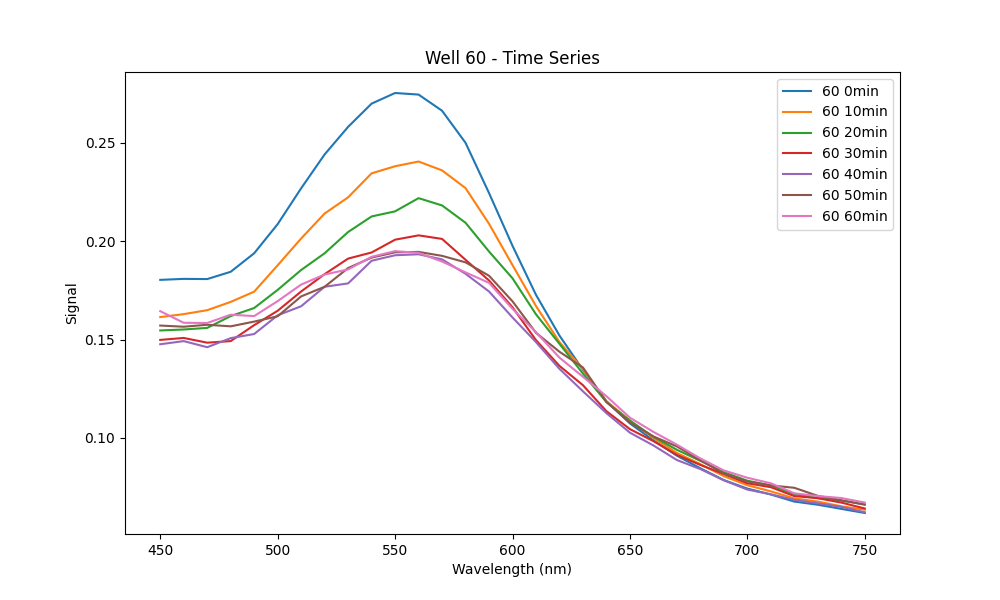 Well 60 - Time Series
60 0min
60 10min
60 20min
60 30min
60 40min
60 50min
60 60min
Signal
0.25
0.20
0.15
0.10
450 500 550 600 650 700 750
Wavelength (nm)